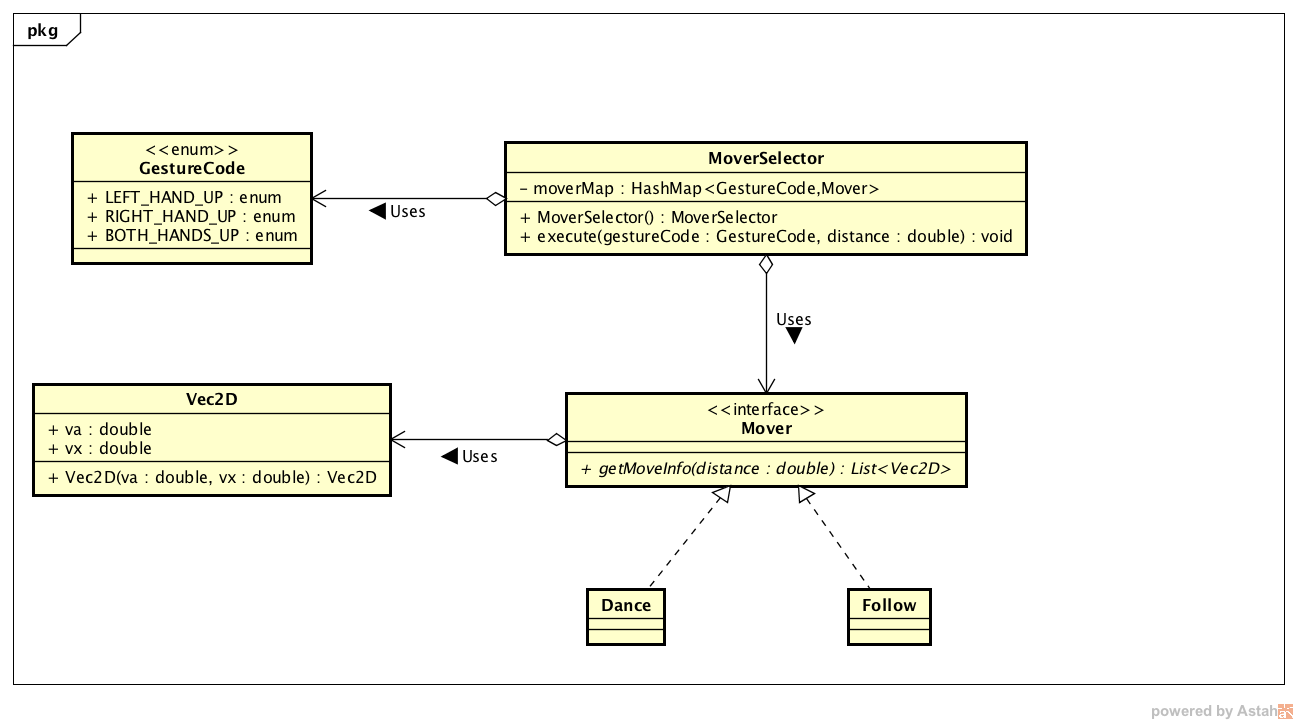 pkg
<<enum>>
GestureCode
+ LEFT_HAND_UP : enum
+ RIGHT_HAND_UP : enum
+ BOTH_HANDS_UP : enum
Uses
MoverSelector
- moverMap : HashMap<GestureCode,Mover>
+ MoverSelector() : MoverSelector
+ execute(gestureCode : GestureCode, distance : double) : void
Uses
Vec2D
+ va : double
+ vx : double
+ Vec2D(va : double, vx : double) : Vec2D
Uses
<<interface>>
Mover
+ getMoveInfo(distance : double) : List<Vec2D>
Dance
Follow
powered by Astah